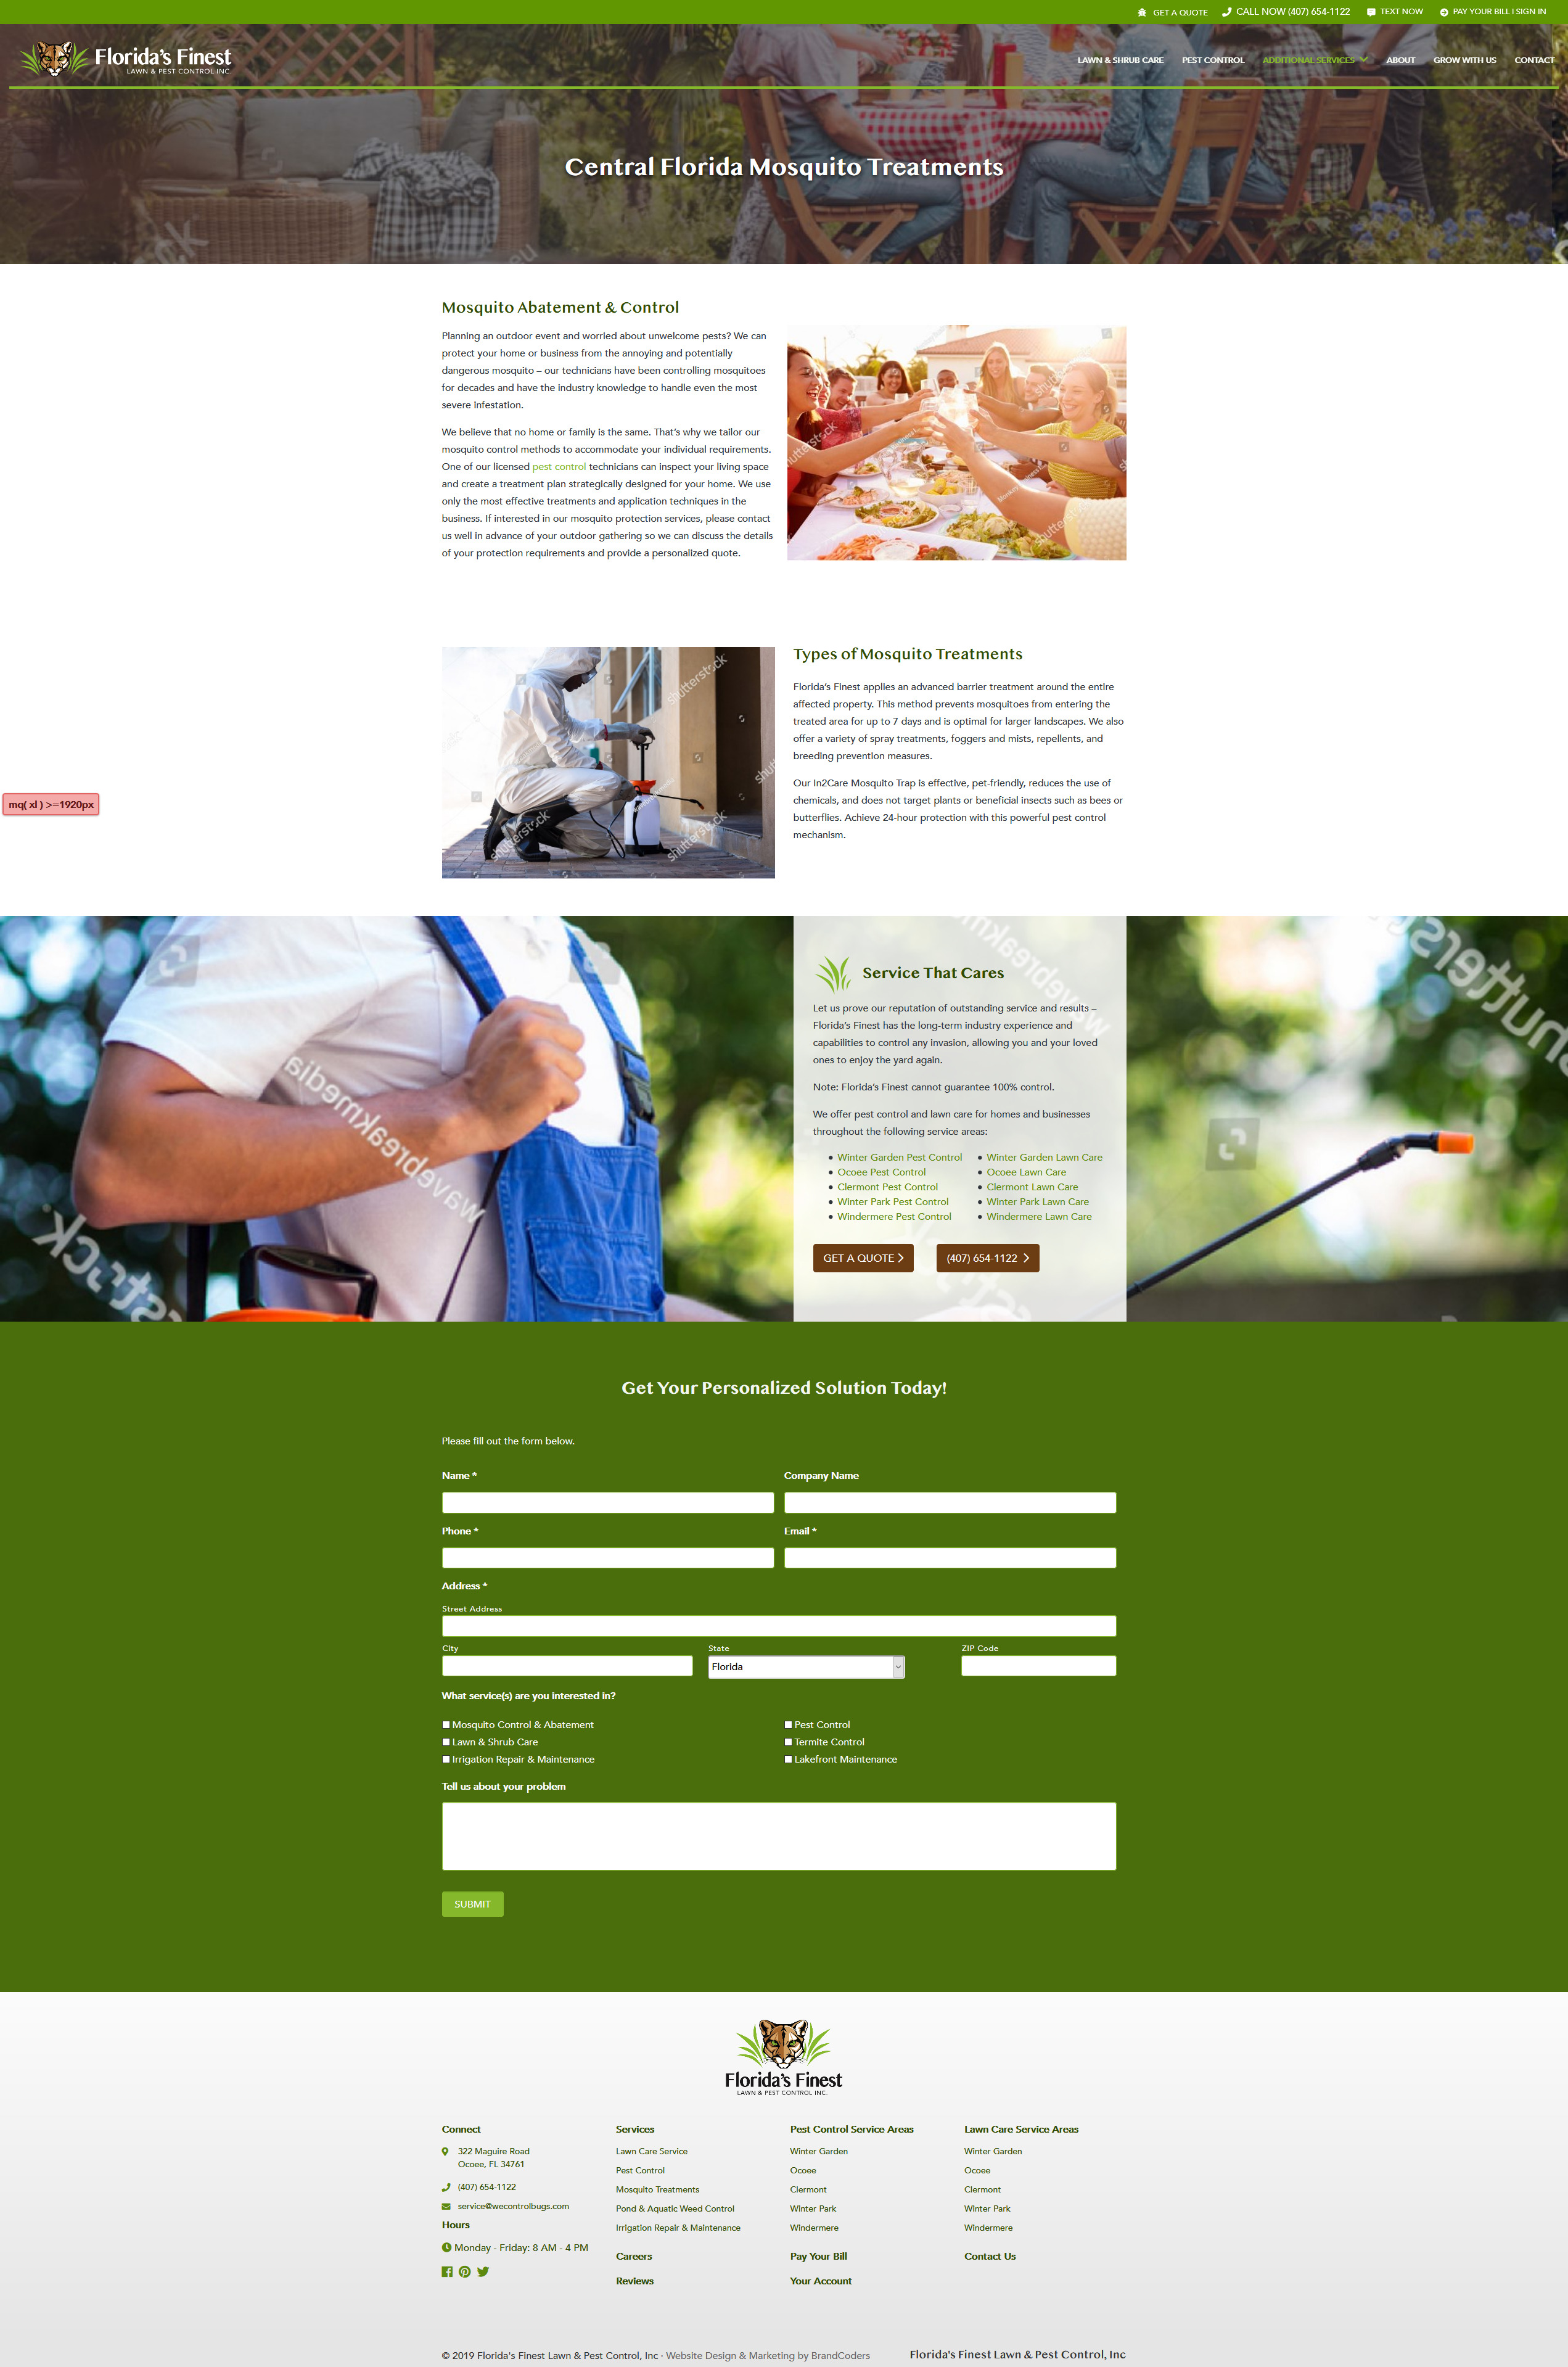 GET A QUOTE CALL NOW (407) 654-1122 TEXT NOW PAY YOUR BILL | SIGN IN
Florida's Finest
LAWN & PEST CONTROL INC.
LAWN & SHRUB CARE PEST CONTROL ADDITIONAL SERVICES ABOUT GROW WITH US CONTACT
Central Florida Mosquito Treatments
Mosquito Abatement & Control
Planning an outdoor event and worried about unwelcome pests? We can
protect your home or business from the annoying and potentially
dangerous mosquito – our technicians have been controlling mosquitoes
for decades and have the industry knowledge to handle even the most
severe infestation.
We believe that no home or family is the same. That's why we tailor our
mosquito control methods to accommodate your individual requirements.
One of our licensed pest control technicians can inspect your living space
and create a treatment plan strategically designed for your home. We use
only the most effective treatments and application techniques in the
business. If interested in our mosquito protection services, please contact
us well in advance of your outdoor gathering so we can discuss the details
of your protection requirements and provide a personalized quote.
shutterstock
shutterstock
Types of Mosquito Treatments
Florida's Finest applies an advanced barrier treatment around the entire
affected property. This method prevents mosquitoes from entering the
treated area for up to 7 days and is optimal for larger landscapes. We also
offer a variety of spray treatments, foggers and mists, repellents, and
breeding prevention measures.
Our In2Care Mosquito Trap is effective, pet-friendly, reduces the use of
chemicals, and does not target plants or beneficial insects such as bees or
butterflies. Achieve 24-hour protection with this powerful pest control
mechanism.
shutterstock
shutterstock
shutterstock
mq( xl ) >=1920px
wavebreakmedia
Service That Cares
Let us prove our reputation of outstanding service and results –
Florida's Finest has the long-term industry experience and
capabilities to control any invasion, allowing you and your loved
ones to enjoy the yard again.
Note: Florida's Finest cannot guarantee 100% control.
We offer pest control and lawn care for homes and businesses
throughout the following service areas:
• Winter Garden Pest Control • Winter Garden Lawn Care
• Ocoee Pest Control • Ocoee Lawn Care
• Clermont Pest Control • Clermont Lawn Care
• Winter Park Pest Control • Winter Park Lawn Care
• Windermere Pest Control • Windermere Lawn Care
GET A QUOTE (407) 654-1122
Get Your Personalized Solution Today!
Please fill out the form below.
Name * Company Name
Phone * Email *
Address *
Street Address
City State ZIP Code
Florida
What service(s) are you interested in?
Mosquito Control & Abatement Pest Control
Lawn & Shrub Care Termite Control
Irrigation Repair & Maintenance Lakefront Maintenance
Tell us about your problem
SUBMIT
Florida's Finest
LAWN & PEST CONTROL INC.
Connect
322 Maguire Road
Ocoee, FL 34761
(407) 654-1122
service@wecontrolbugs.com
Hours
Monday - Friday: 8 AM - 4 PM
Services
Lawn Care Service
Pest Control
Mosquito Treatments
Pond & Aquatic Weed Control
Irrigation Repair & Maintenance
Careers
Reviews
Pest Control Service Areas
Winter Garden
Ocoee
Clermont
Winter Park
Windermere
Pay Your Bill
Your Account
Lawn Care Service Areas
Winter Garden
Ocoee
Clermont
Winter Park
Windermere
Contact Us
© 2019 Florida's Finest Lawn & Pest Control, Inc · Website Design & Marketing by BrandCoders
Florida's Finest Lawn & Pest Control, Inc